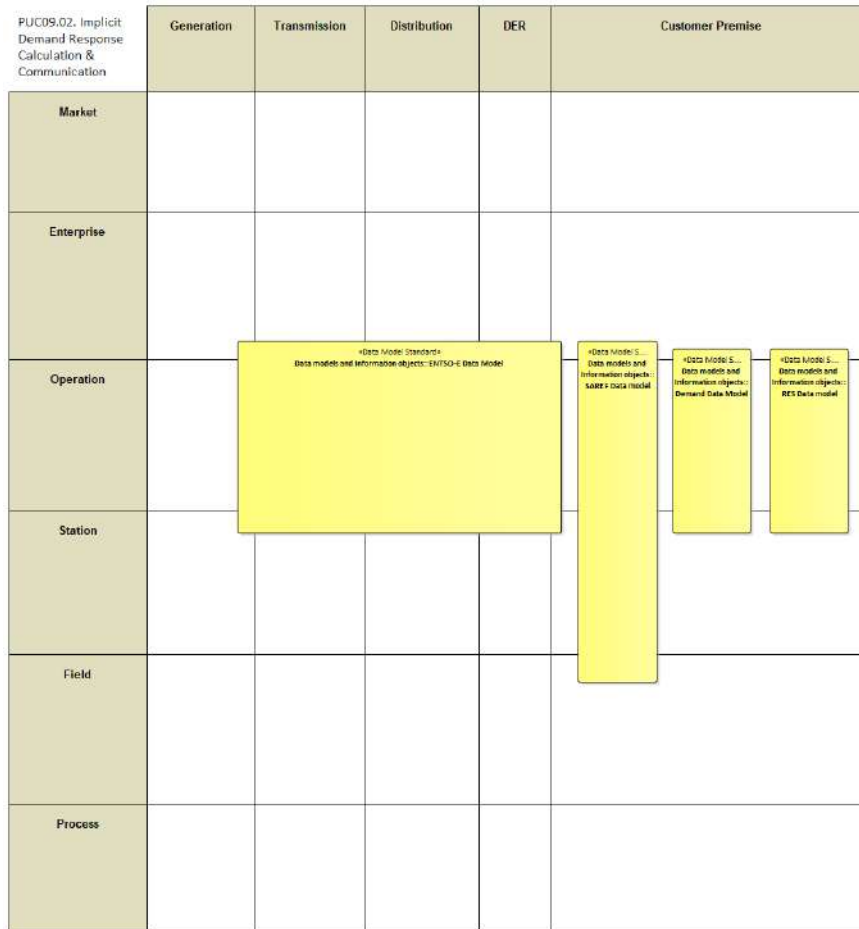 PUC09.02. Implicit
Demand Response
Calculation &
Communication
Generation
Transmission
Distribution
DER
Customer Premise
Market
Enterprise
Operation
«Data Model Standard»
Data models and Information objects::ENTSO-E Data Model
«Data Model S...
Data models and
Information objects::
SAREF Data model
«Data Model S...
Data models and
Information objects::
Demand Data Model
«Data Model S...
Data models and
Information objects::
RES Data model
Station
Field
Process